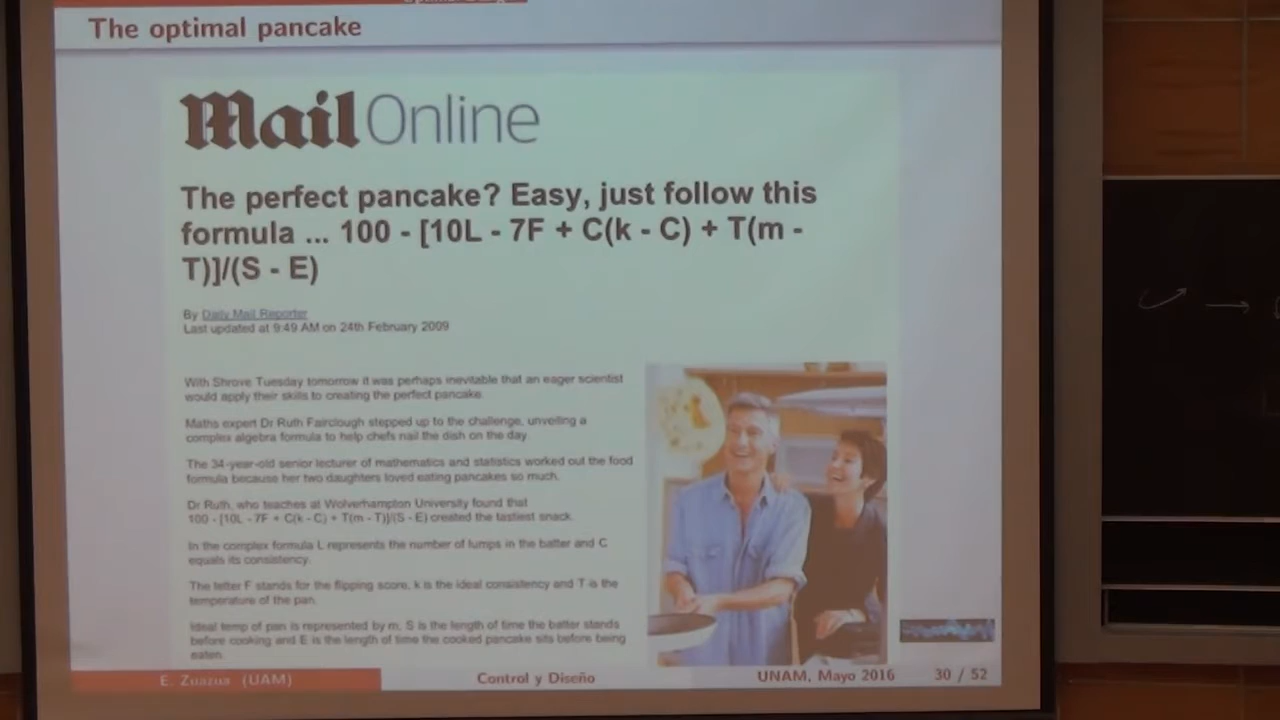 The optimal pancake
Mail Online
The perfect pancake? Easy, just follow this
formula ... 100 - [10L - 7F + C(k - C) + T(m -
T)]/(S - E)
By Daily Mail Reporter
Last updated at 9:49 AM on 24th February 2009
With Shrove Tuesday tomorrow it was perhaps inevitable that an eager scientist
would apply their skills to creating the perfect pancake.
Maths expert Dr Ruth Fairclough stepped up to the challenge, unveiling a
complex algebra formula to help chefs nail the dish on the day.
The 34-year-old senior lecturer of mathematics and statistics worked out the food
formula because her two daughters loved eating pancakes so much.
Dr Ruth, who teaches at Wolverhampton University found that
100 - [10L - 7F + C(k - C) + T(m - T)]/(S - E) created the tastiest snack.
In the complex formula L represents the number of lumps in the batter and C
equals its consistency.
The letter F stands for the flipping score, k is the ideal consistency and T is the
temperature of the pan.
Ideal temp of pan is represented by m, S is the length of time the batter stands
before cooking and E is the length of time the cooked pancake sits before being
eaten.
E. Zuazua (UAM)
Control y Diseño
UNAM, Mayo 2016
30 / 52